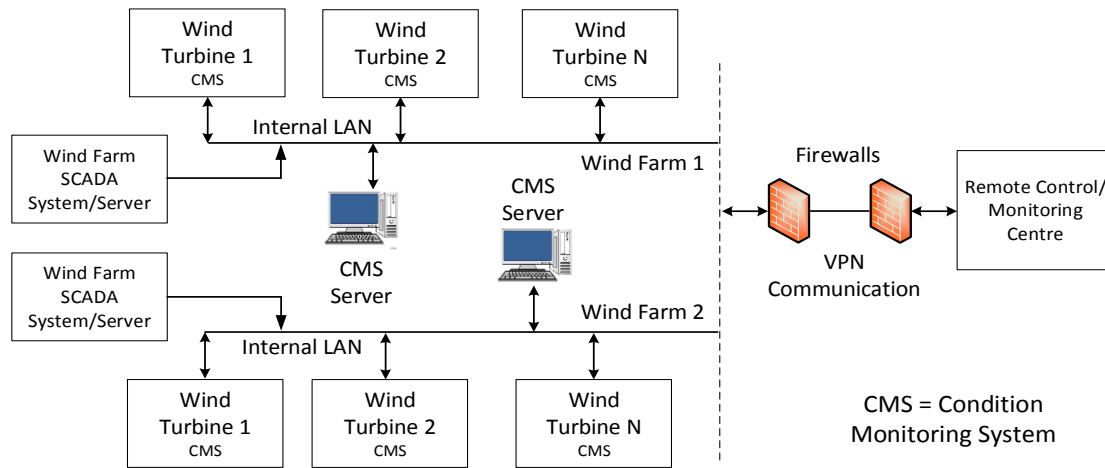 Wind
Turbine 1
CMS
Wind
Turbine 2
CMS
Wind
Turbine N
CMS
Internal LAN
Wind Farm
SCADA
System/Server
Wind Farm 1
CMS
Server
CMS
Server
Firewalls
VPN
Communication
Remote Control/
Monitoring
Centre
Wind Farm
SCADA
System/Server
Wind Farm 2
Internal LAN
Wind
Turbine 1
CMS
Wind
Turbine 2
CMS
Wind
Turbine N
CMS
CMS = Condition
Monitoring System